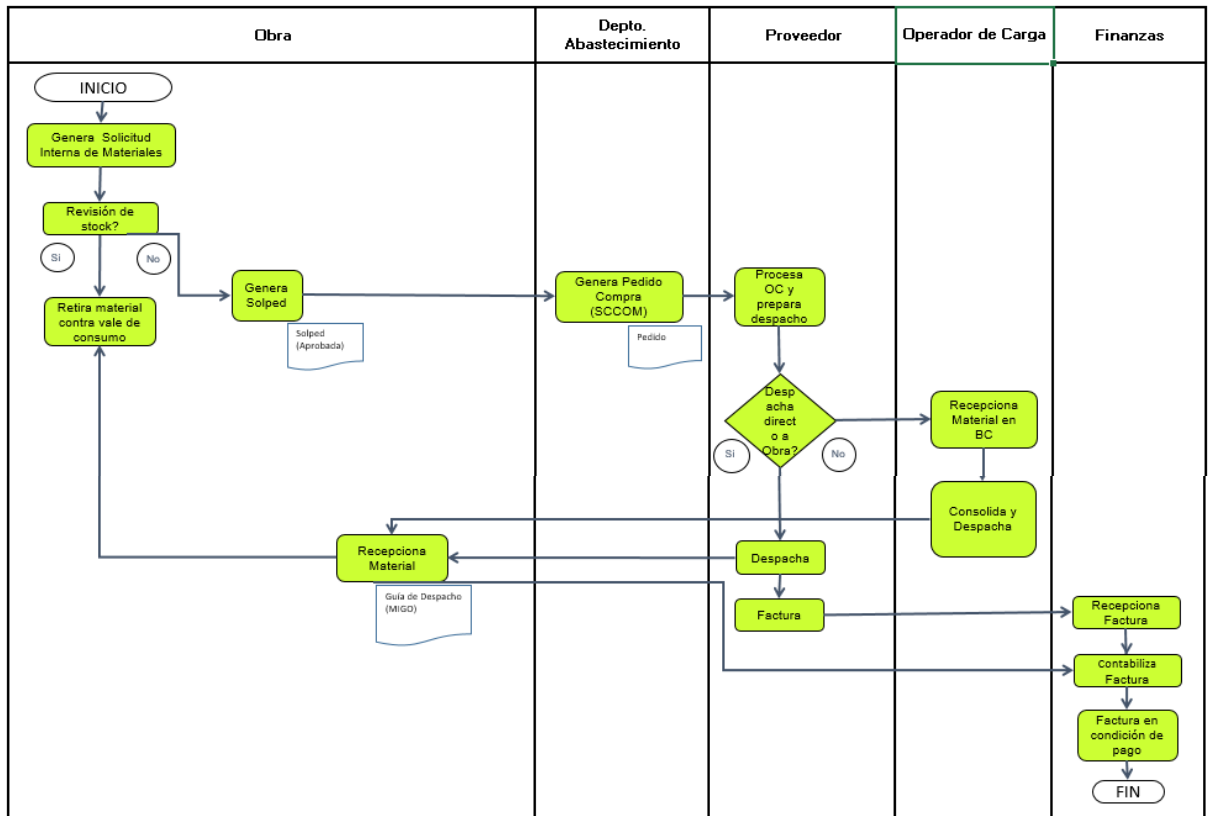 Obra
Depto.
Abastecimiento
Proveedor
Operador de Carga
Finanzas
INICIO
Genera Solicitud
Interna de Materiales
Revisión de
stock?
Si
No
Retira material
contra vale de
consumo
Genera
Solped
Solped
(Aprobada)
Genera Pedido
Compra
(SCCOM)
Pedido
Procesa
OC y
prepara
despacho
Desp
acha
direct
o a
Obra?
Si
No
Recepciona
Material en
BC
Consolida y
Despacha
Recepciona
Material
Guía de Despacho
(MIGO)
Despacha
Factura
Recepciona
Factura
Contabiliza
Factura
Factura en
condición de
pago
FIN